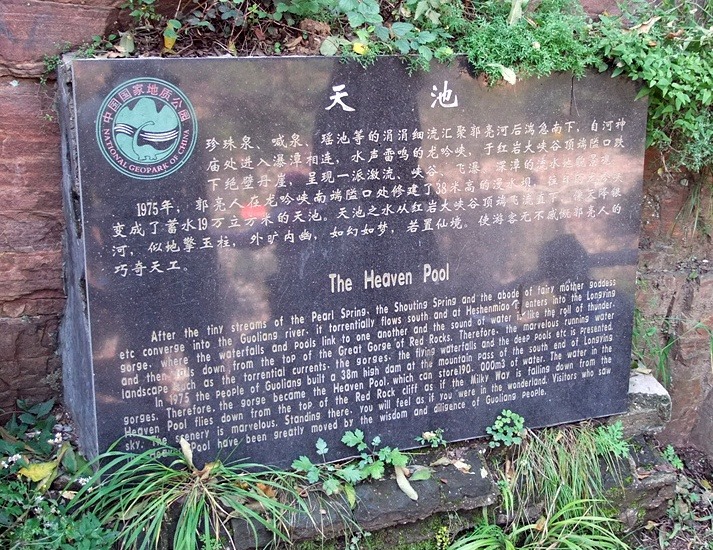 中国国家地质公园
NATIONAL GEOPARK OF CHINA
天池
珍珠泉、喊泉、瑶池等的涓涓细流汇聚郭亮河后湍急南下，自河神
庙处进入瀑潭相连，水声雷鸣的龙吟峡，于红岩大峡谷顶端隘口跌
下绝壁丹崖，呈现一派激流、峡谷、飞瀑、深潭的
1975年，郭亮人在龙吟峡南端隘口处修建了38米高的漫水坝，
变成了蓄水19万立方米的天池。天池之水从红岩大峡谷顶端飞流直下，
河，似地擎玉柱，外旷内幽，如幻如梦，若置仙境。使游客无不感慨郭亮人的
巧奇天工。
The Heaven Pool
After the tiny streams of the Pearl Spring, the Shouting Spring and the abode of fairy mother goddess
etc converge into the Guoliang river, it torrentially flows south and at Heshenmiao it enters into the Longying
gorge, where the waterfalls and pools link to one another and the sound of water is like the roll of thunder,
and then falls down from the top of the Great Gorge of Red Rocks. Therefore, the marvelous running water
landscape such as the torrential currents, the gorges, the flying waterfalls and the deep pools etc is presented.
In 1975 the people of Guoliang built a 38m high dam at the mountain pass of the south end of Longying
gorges. Therefore, the gorge became the Heaven Pool, which can store190, 000m3 of water. The water in the
Heaven Pool flies down from the top of the Red Rock cliff as if the Milky Way is falling down from the
sky. The scenery is marvelous. Standing there, you will feel as if you were in the wonderland. Visitors who saw
Heaven Pool have been greatly moved by the wisdom and diligence of Guoliang people.